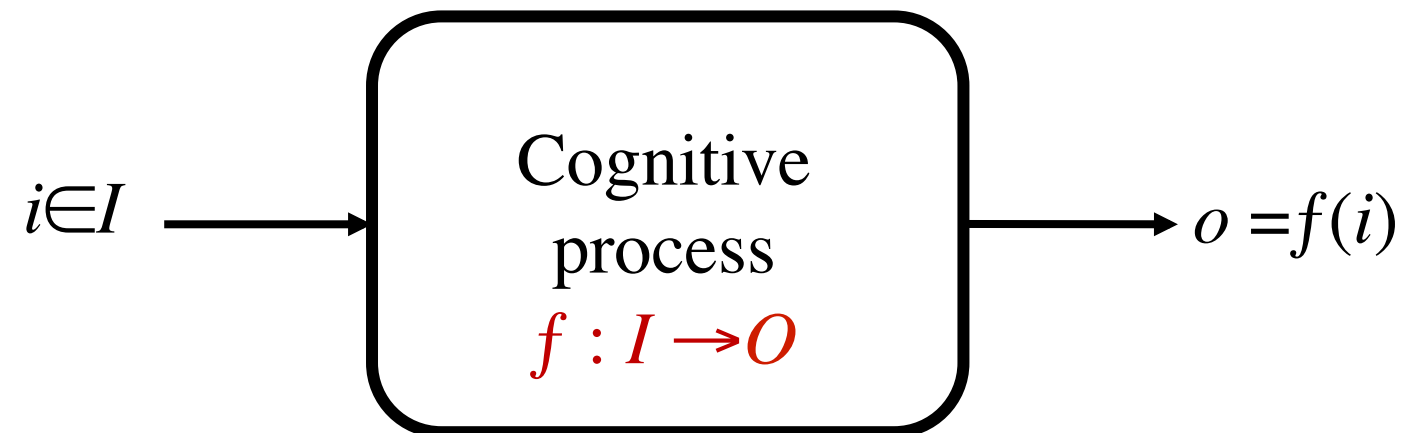 i∈I
Cognitive
process
f : I →O
o =f(i)